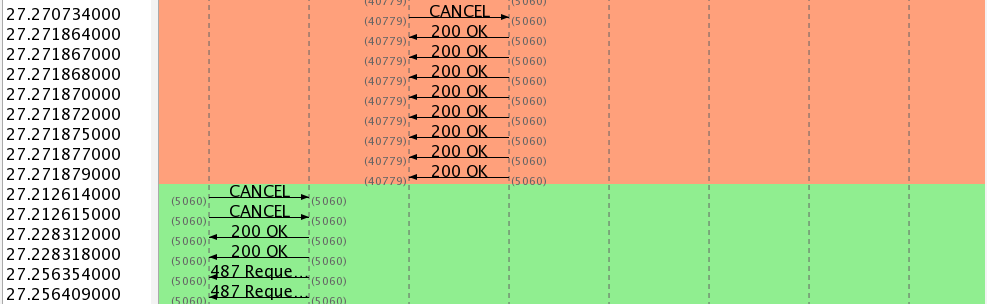 (40779) (5060)
27.270734000 CANCEL
(40779) (5060)
27.271864000 200 OK
(40779) (5060)
27.271867000 200 OK
(40779) (5060)
27.271868000 200 OK
(40779) (5060)
27.271870000 200 OK
(40779) (5060)
27.271872000 200 OK
(40779) (5060)
27.271875000 200 OK
(40779) (5060)
27.271877000 200 OK
(40779) (5060)
27.271879000 200 OK
(40779) (5060)
27.212614000 CANCEL
(5060) (5060)
27.212615000 CANCEL
(5060) (5060)
27.228312000 200 OK
(5060) (5060)
27.228318000 200 OK
(5060) (5060)
27.256354000 487 Reque...
(5060) (5060)
27.256409000 487 Reque...
(5060) (5060)